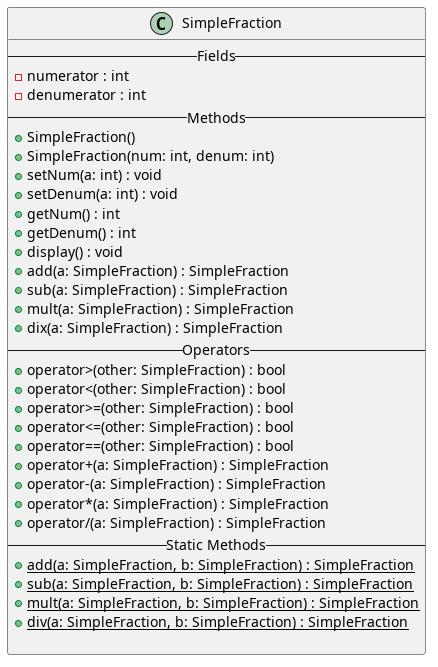 C SimpleFraction
Fields
numerator : int
denumerator : int
Methods
SimpleFraction()
SimpleFraction(num: int, denum: int)
setNum(a: int) : void
setDenum(a: int) : void
getNum() : int
getDenum() : int
display() : void
add(a: SimpleFraction) : SimpleFraction
sub(a: SimpleFraction) : SimpleFraction
mult(a: SimpleFraction) : SimpleFraction
dix(a: SimpleFraction) : SimpleFraction
Operators
operator>(other: SimpleFraction) : bool
operator<(other: SimpleFraction) : bool
operator>=(other: SimpleFraction) : bool
operator<=(other: SimpleFraction) : bool
operator==(other: SimpleFraction) : bool
operator+(a: SimpleFraction) : SimpleFraction
operator-(a: SimpleFraction) : SimpleFraction
operator*(a: SimpleFraction) : SimpleFraction
operator/(a: SimpleFraction) : SimpleFraction
Static Methods
add(a: SimpleFraction, b: SimpleFraction) : SimpleFraction
sub(a: SimpleFraction, b: SimpleFraction) : SimpleFraction
mult(a: SimpleFraction, b: SimpleFraction) : SimpleFraction
div(a: SimpleFraction, b: SimpleFraction) : SimpleFraction